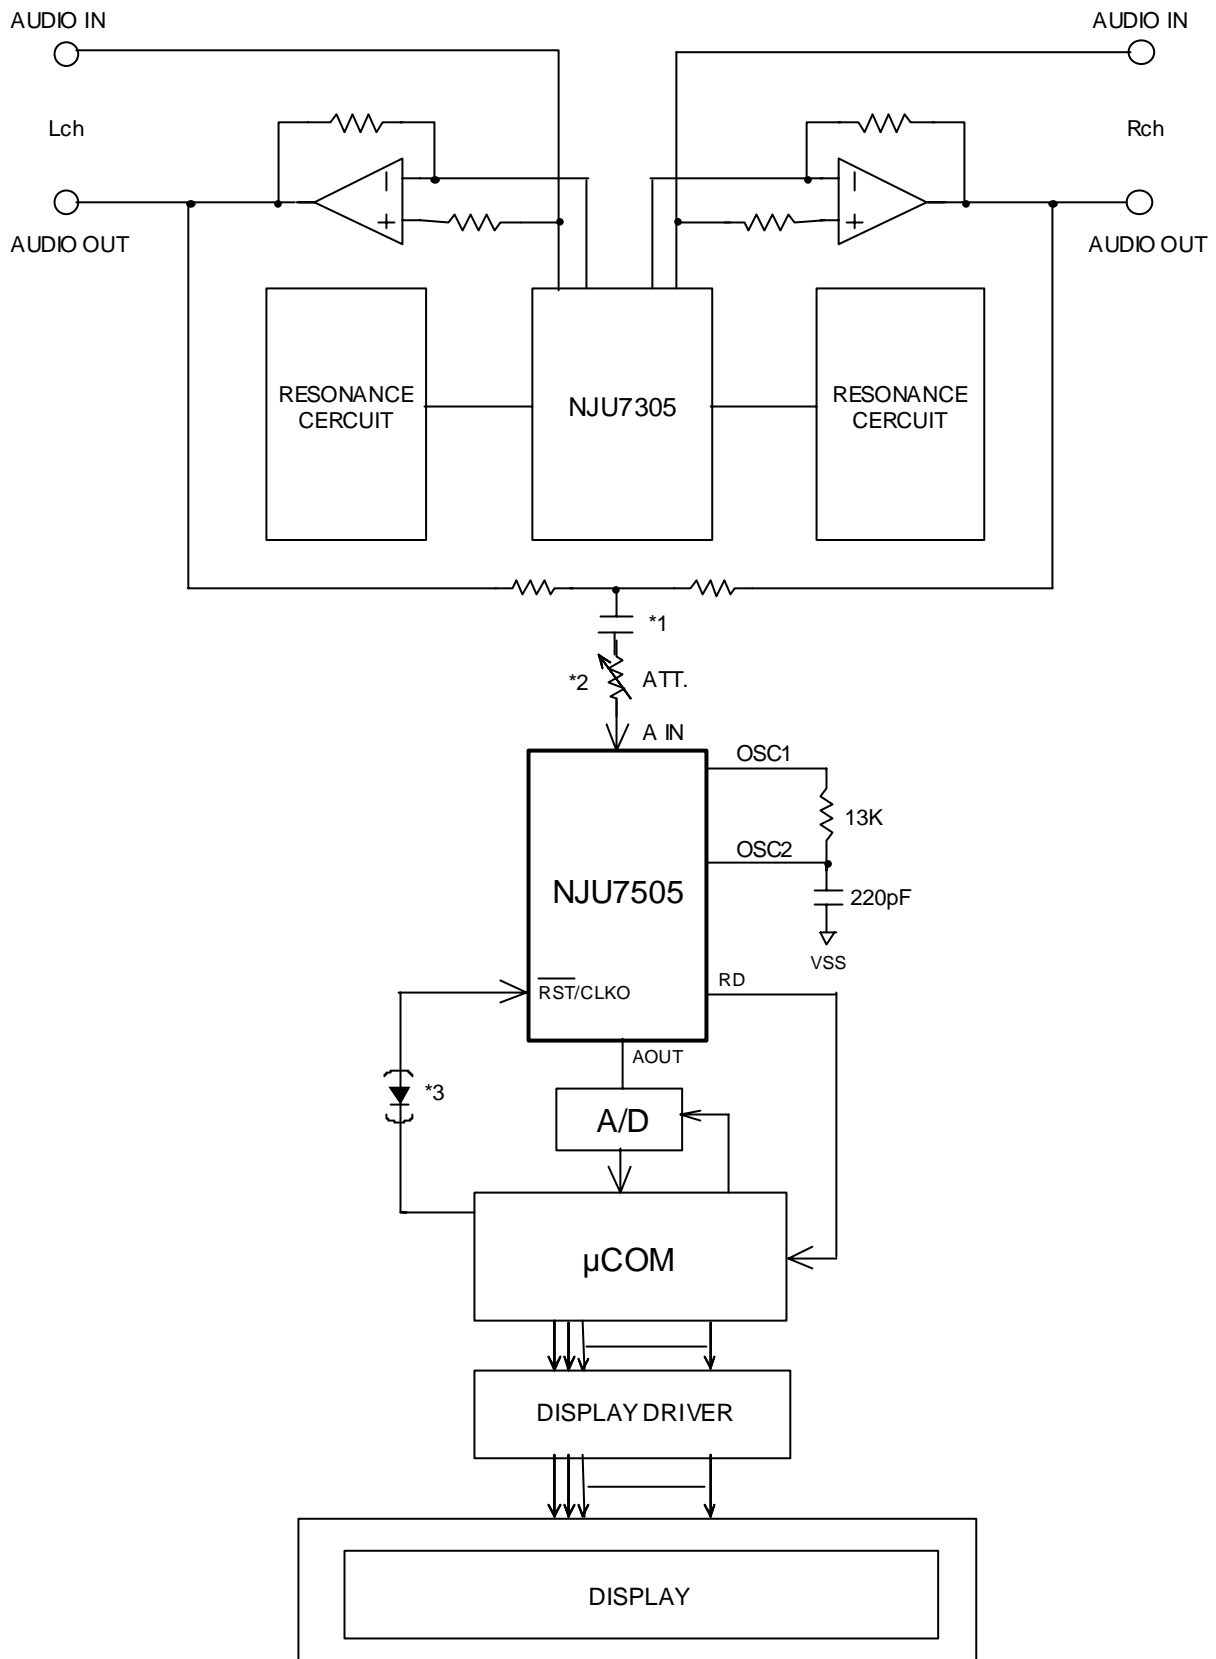 AUDIO IN
AUDIO IN
Lch
Rch
AUDIO OUT
AUDIO OUT
RESONANCE
CERCUIT
NJU7305
RESONANCE
CERCUIT
*1
*2
ATT.
A IN
OSC1
13K
OSC2
NJU7505
220pF
VSS
RD
RST/CLKO
AOUT
*3
A/D
µCOM
DISPLAY DRIVER
DISPLAY